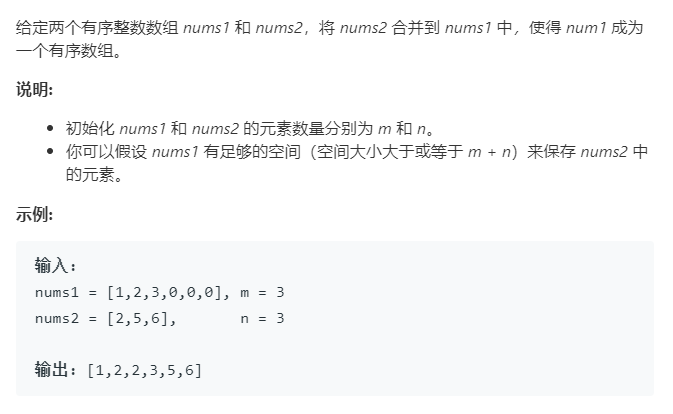 给定两个有序整数数组 nums1 和 nums2，将 nums2 合并到 nums1 中，使得 num1 成为
一个有序数组。
说明:
• 初始化 nums1 和 nums2 的元素数量分别为 m 和 n。
• 你可以假设 nums1 有足够的空间（空间大小大于或等于 m + n）来保存 nums2 中
的元素。
示例:
输入:
nums1 = [1,2,3,0,0,0], m = 3
nums2 = [2,5,6],       n = 3
输出: [1,2,2,3,5,6]